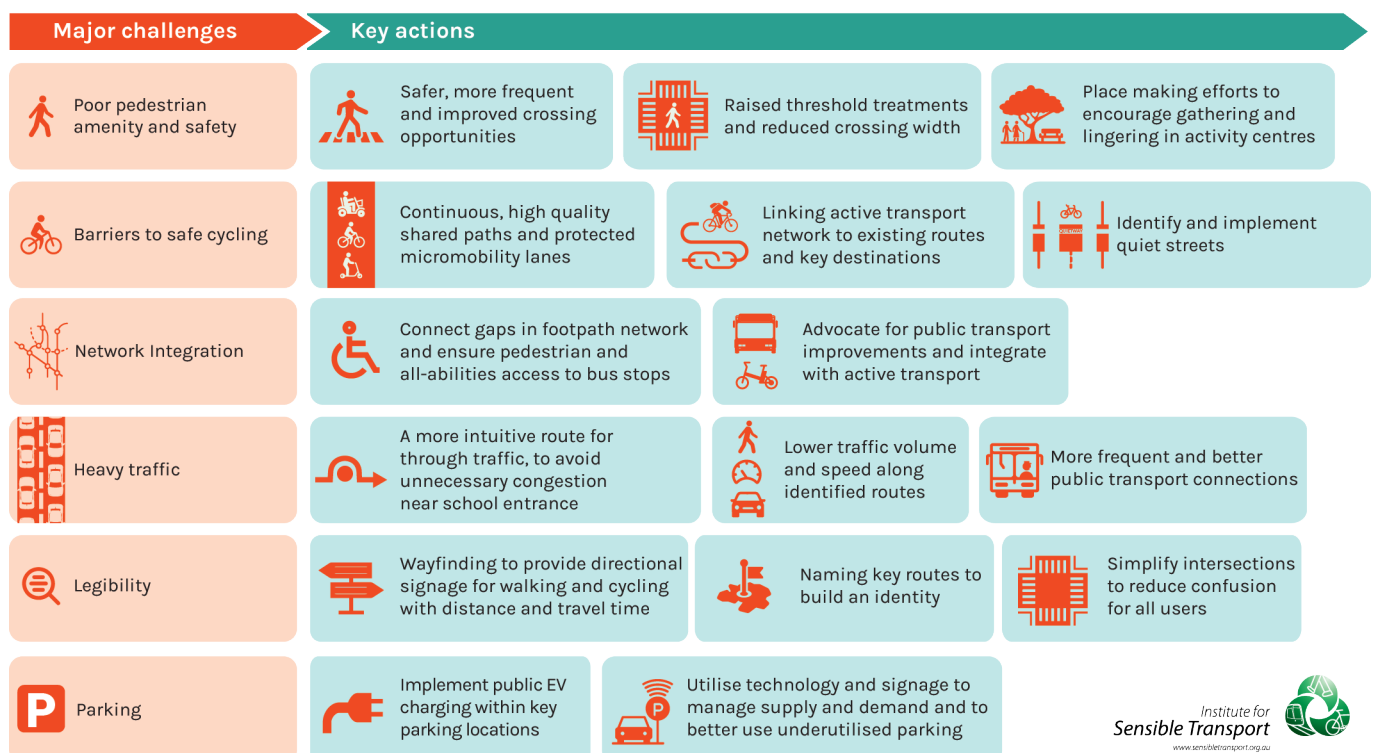 Major challenges
Key actions
Poor pedestrian
amenity and safety
Safer, more frequent
and improved crossing
opportunities
Raised threshold treatments
and reduced crossing width
Place making efforts to
encourage gathering and
lingering in activity centres
Barriers to safe cycling
Continuous, high quality
shared paths and protected
micromobility lanes
Linking active transport
network to existing routes
and key destinations
Identify and implement
quiet streets
Network Integration
Connect gaps in footpath network
and ensure pedestrian and
all-abilities access to bus stops
Advocate for public transport
improvements and integrate
with active transport
Heavy traffic
A more intuitive route for
through traffic, to avoid
unnecessary congestion
near school entrance
Lower traffic volume
and speed along
identified routes
More frequent and better
public transport connections
Legibility
Wayfinding to provide directional
signage for walking and cycling
with distance and travel time
Naming key routes to
build an identity
Simplify intersections
to reduce confusion
for all users
P
Parking
Implement public EV
charging within key
parking locations
P
Utilise technology and signage to
manage supply and demand and to
better use underutilised parking
Institute for
Sensible Transport
www.sensibletransport.org.au